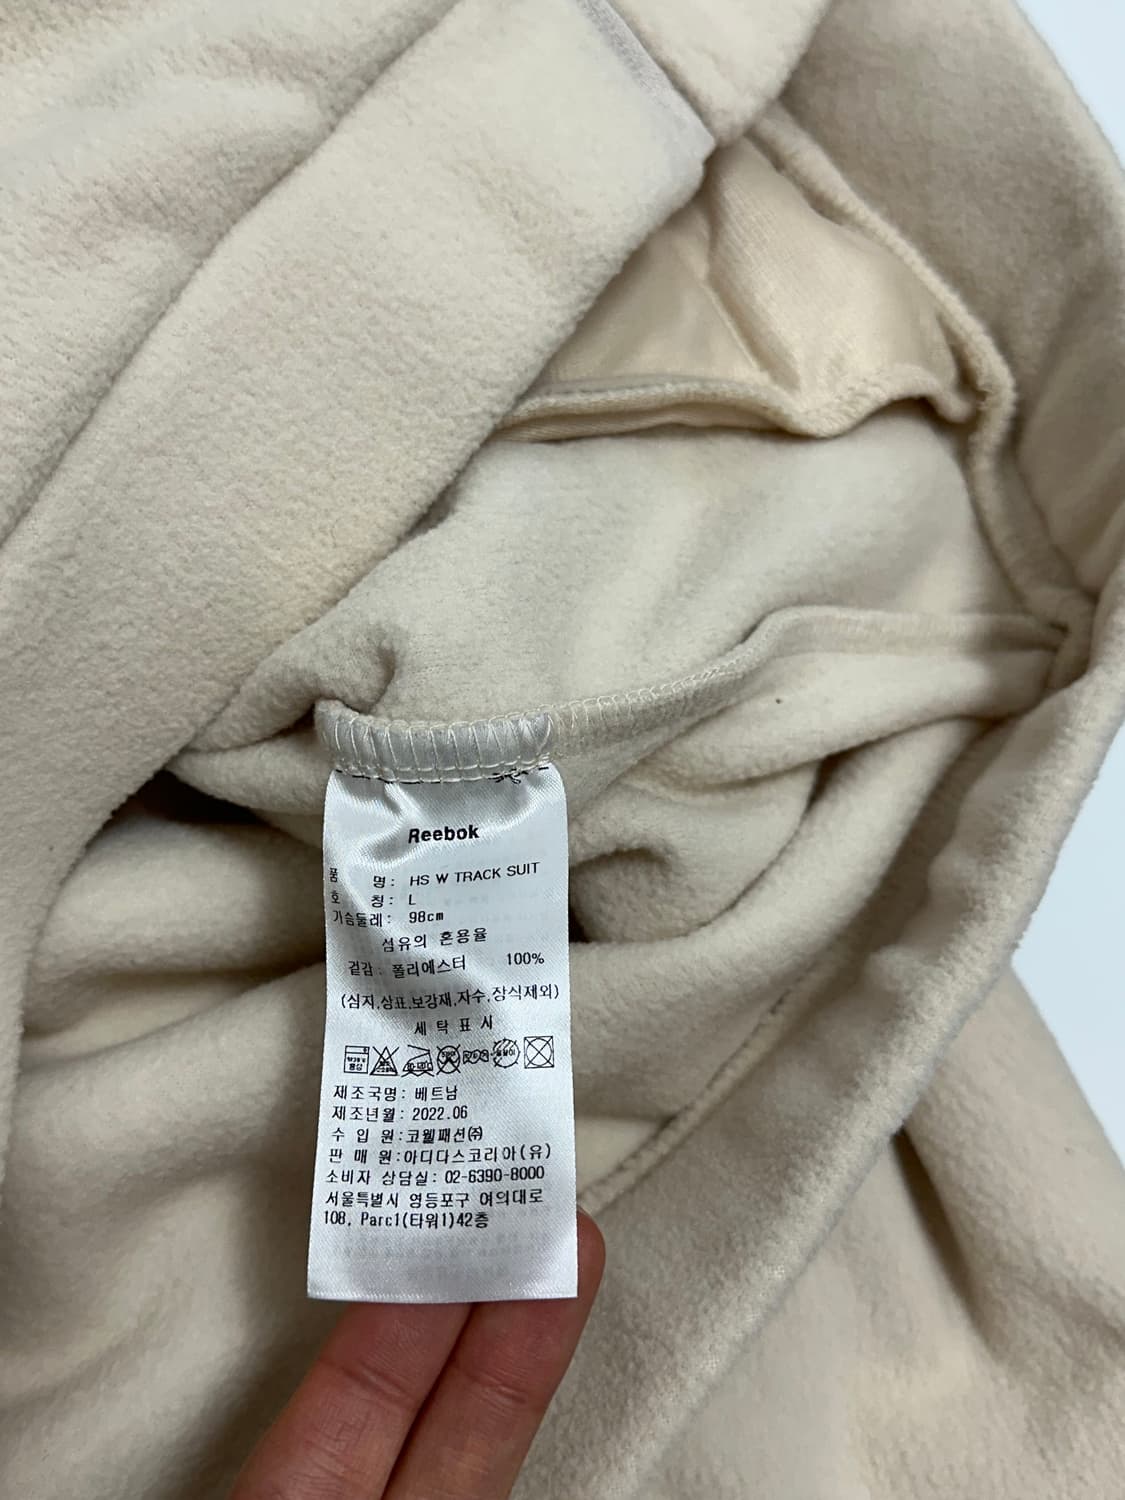 Reebok
품 명: HS W TRACK SUIT
호 칭: L
가슴둘레: 98cm
섬유의 혼용율
겉감: 폴리에스터 100%
(심지,상표,보강재,자수,장식제외)
세 탁 표 시
제조국명: 베트남
제조년월: 2022.06
수 입 원:코웰패션㈜
판 매 원:아디다스코리아(유)
소비자 상담실: 02-6390-8000
서울특별시 영등포구 여의대로
108, Parc1(타워1)42층